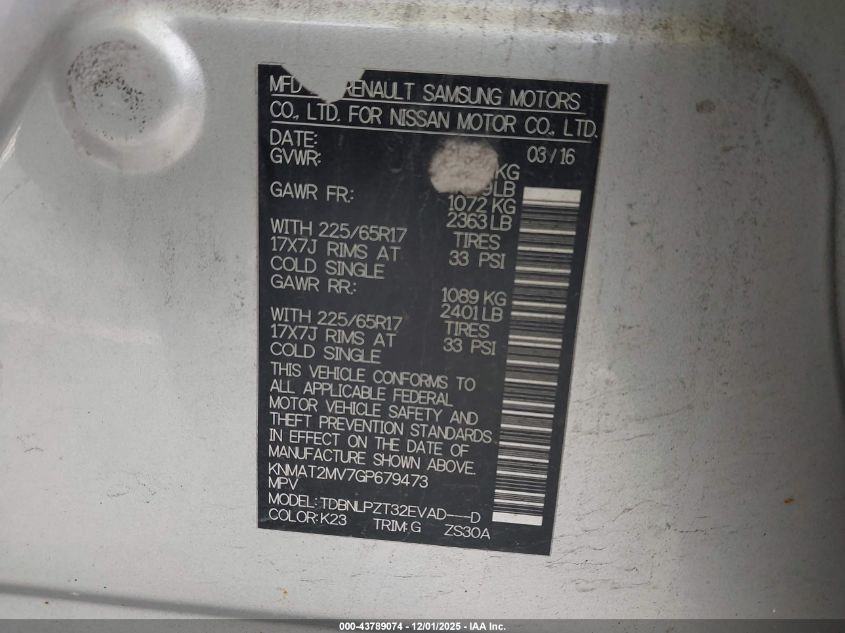 MFD RENAULT SAMSUNG MOTORS
CO., LTD. FOR NISSAN MOTOR CO., LTD.
DATE: 03/16
GVWR: KG
LB
GAWR FR.: 1072 KG
2363 LB
WITH 225/65R17 TIRES
17X7J RIMS AT 33 PSI
COLD SINGLE
GAWR RR.: 1089 KG
2401 LB
WITH 225/65R17 TIRES
17X7J RIMS AT 33 PSI
COLD SINGLE
THIS VEHICLE CONFORMS TO
ALL APPLICABLE FEDERAL
MOTOR VEHICLE SAFETY AND
THEFT PREVENTION STANDARDS
IN EFFECT ON THE DATE OF
MANUFACTURE SHOWN ABOVE.
KNMAT2MV7GP679473
MPV
MODEL: TDBNLPZT32EVAD---D
COLOR: K23 TRIM: G ZS30A
000-43789074 - 12/01/2025 - IAA Inc.